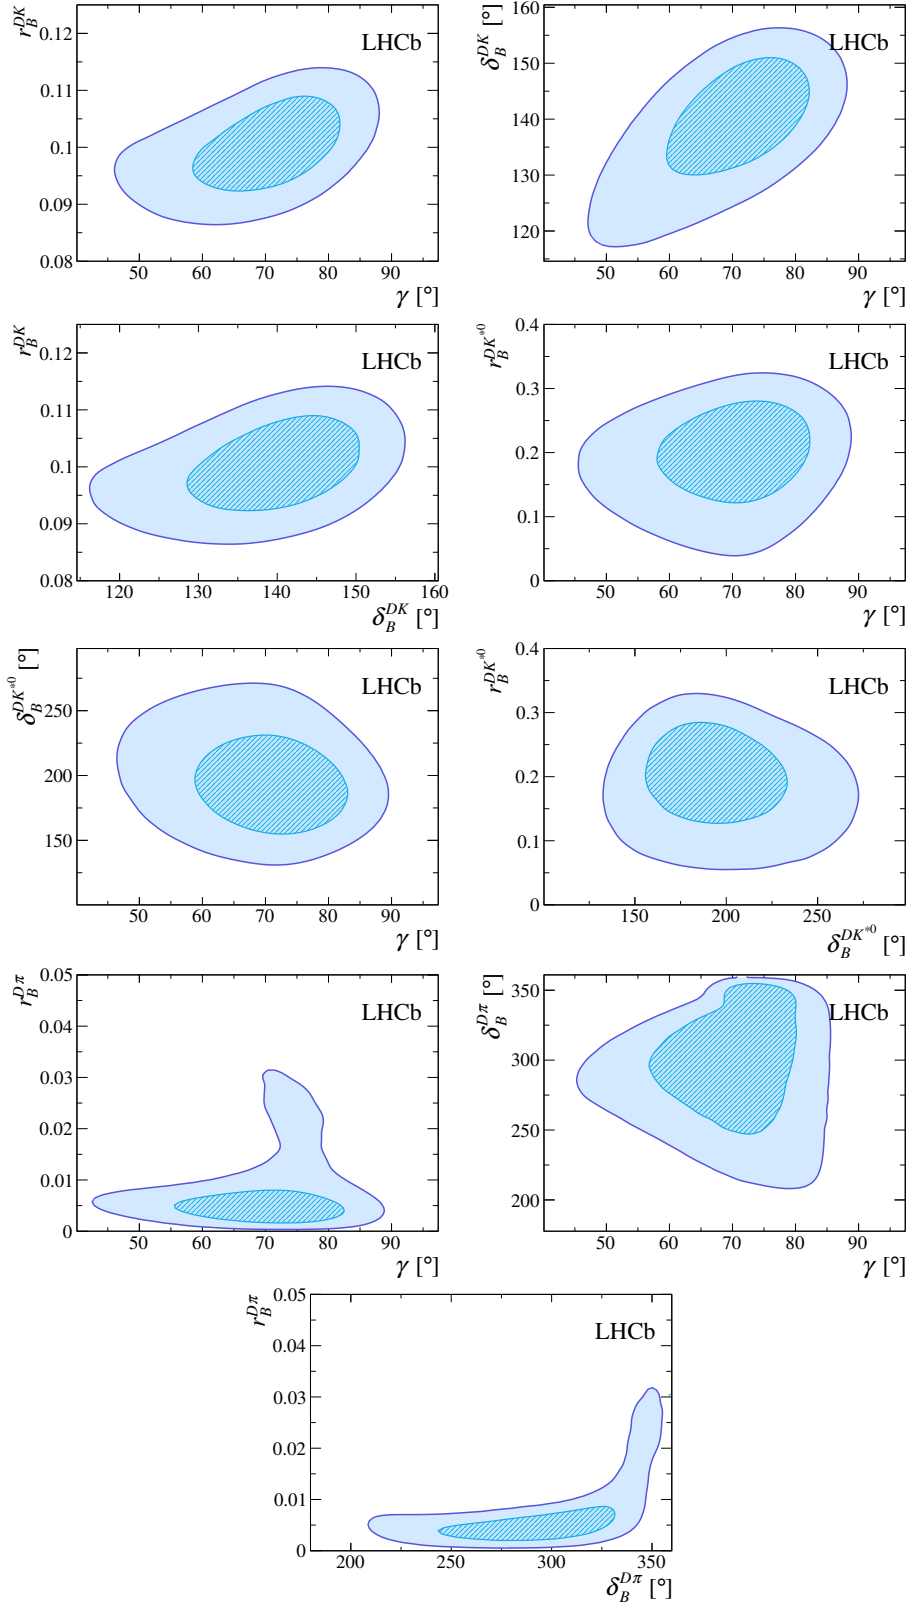 r_B^{DK}
0.12
0.11
0.1
0.09
0.08
LHCb
50 60 70 80 90
γ [°]
δ_B^{DK} [°]
160
150
140
130
120
LHCb
50 60 70 80 90
γ [°]
r_B^{DK}
0.12
0.11
0.1
0.09
0.08
LHCb
120 130 140 150 160
δ_B^{DK} [°]
r_B^{DK*0}
0.4
0.3
0.2
0.1
0
LHCb
50 60 70 80 90
γ [°]
δ_B^{DK*0} [°]
250
200
150
LHCb
50 60 70 80 90
γ [°]
r_B^{DK*0}
0.4
0.3
0.2
0.1
0
LHCb
150 200 250
δ_B^{DK*0} [°]
r_B^{Dπ}
0.05
0.04
0.03
0.02
0.01
0
LHCb
50 60 70 80 90
γ [°]
δ_B^{Dπ} [°]
350
300
250
200
LHCb
50 60 70 80 90
γ [°]
r_B^{Dπ}
0.05
0.04
0.03
0.02
0.01
0
LHCb
200 250 300 350
δ_B^{Dπ} [°]